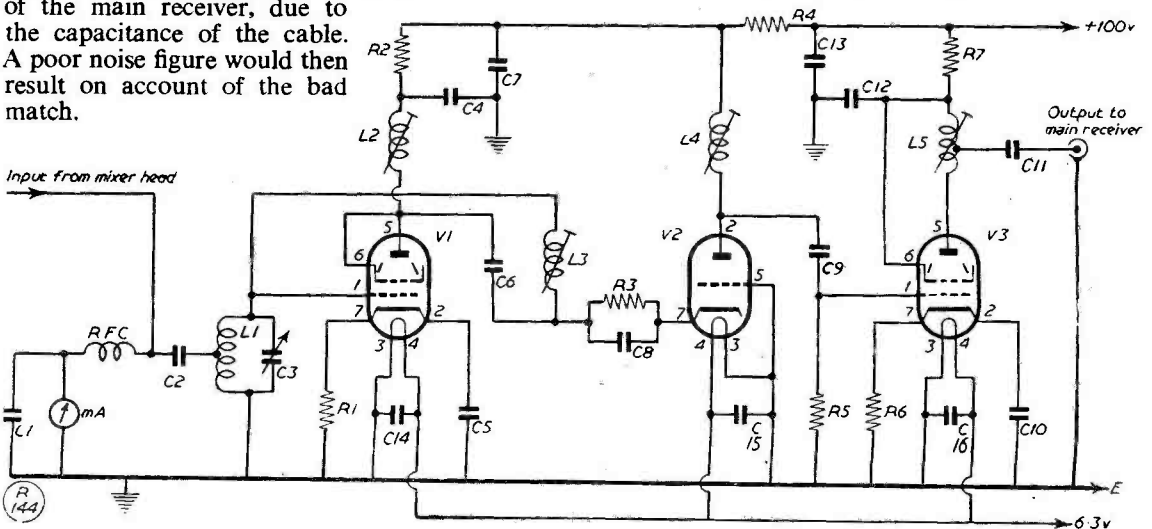 of the main receiver, due to
the capacitance of the cable.
A poor noise figure would then
result on account of the bad
match.
R4
+100v
R2
C7
C13
R7
C4
C12
Output to
main receiver
L2
L4
L5
C11
Input from mixer head
5
V1
2
5
V3
6
V2
6
L3
C6
C9
1
R3
5
1
7
2
7
7
2
RFC
L1
C8
3
4
4
3
3
4
C2
C3
L1
mA
R1
C14
C5
C
15
R5
R6
C
16
C10
R
144
E
6·3v